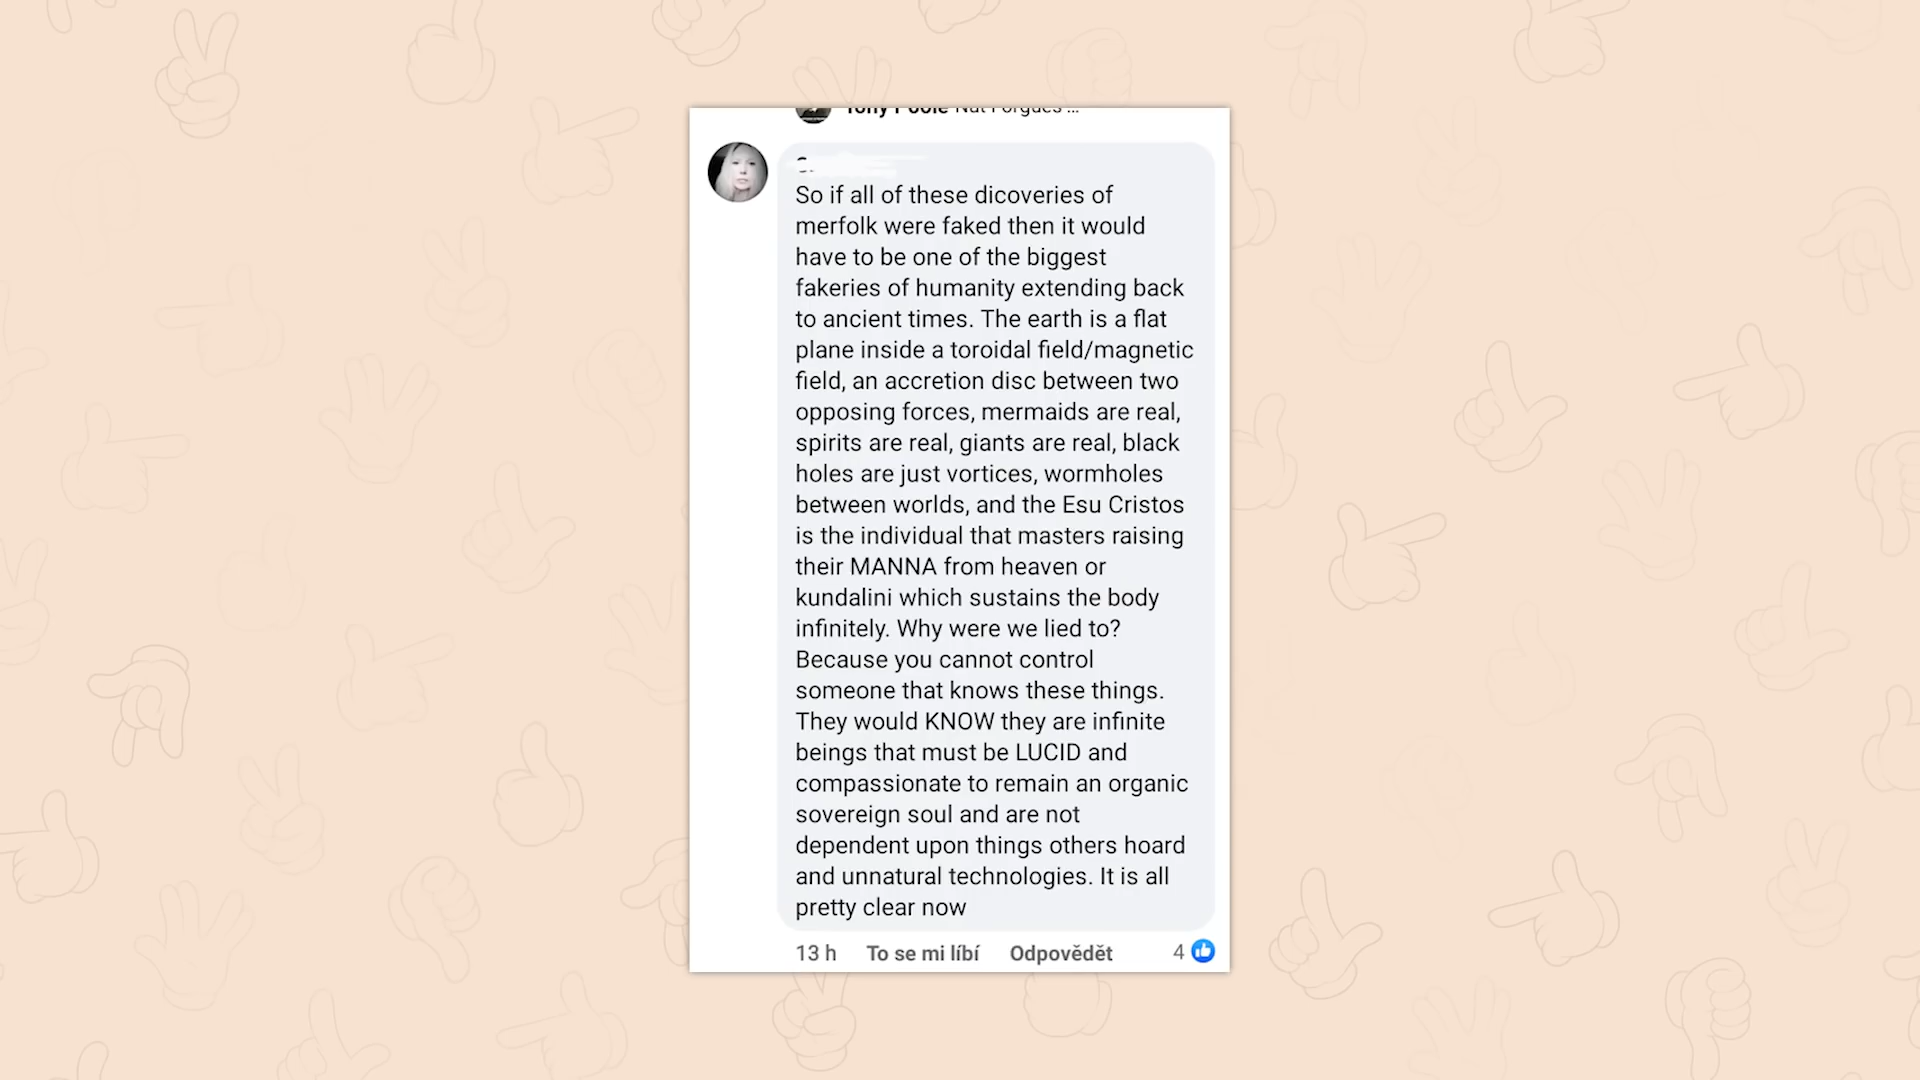 So if all of these dicoveries of
merfolk were faked then it would
have to be one of the biggest
fakeries of humanity extending back
to ancient times. The earth is a flat
plane inside a toroidal field/magnetic
field, an accretion disc between two
opposing forces, mermaids are real,
spirits are real, giants are real, black
holes are just vortices, wormholes
between worlds, and the Esu Cristos
is the individual that masters raising
their MANNA from heaven or
kundalini which sustains the body
infinitely. Why were we lied to?
Because you cannot control
someone that knows these things.
They would KNOW they are infinite
beings that must be LUCID and
compassionate to remain an organic
sovereign soul and are not
dependent upon things others hoard
and unnatural technologies. It is all
pretty clear now
13 h To se mi líbí Odpovědět 4